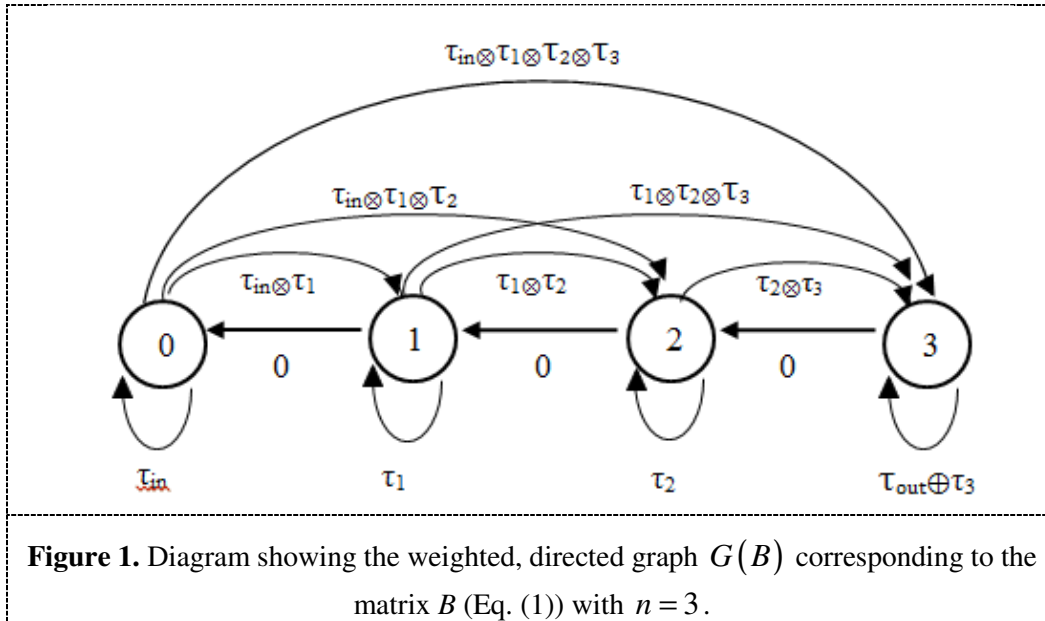 τin⊗τ1⊗τ2⊗τ3
τin⊗τ1⊗τ2 τ1⊗τ2⊗τ3
τin⊗τ1 τ1⊗τ2 τ2⊗τ3
0 1 2 3
0 0 0
τin τ1 τ2 τout⊕τ3
Figure 1. Diagram showing the weighted, directed graph G(B) corresponding to the
matrix B (Eq. (1)) with n = 3.